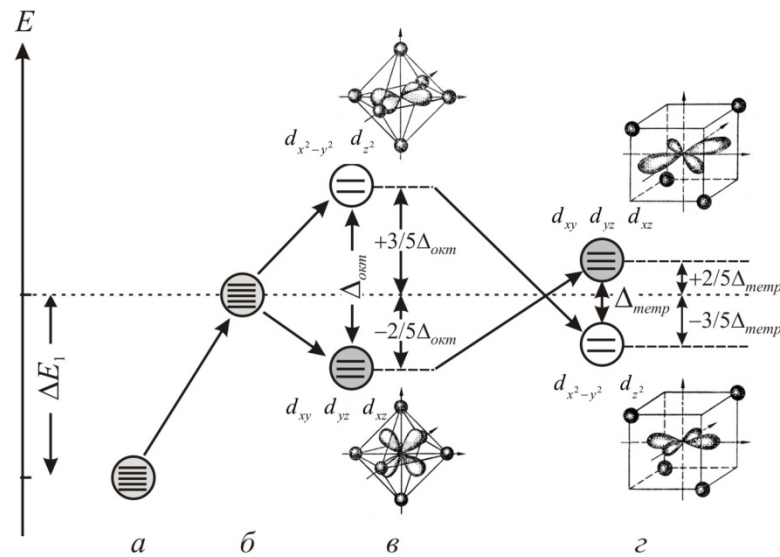 E
d_{x²–y²} d_{z²}
+3/5Δ_{окт}
Δ_{окт}
–2/5Δ_{окт}
d_{xy} d_{yz} d_{xz}
d_{xy} d_{yz} d_{xz}
+2/5Δ_{тетр}
Δ_{тетр}
–3/5Δ_{тетр}
d_{x²–y²} d_{z²}
ΔE₁
а б в г